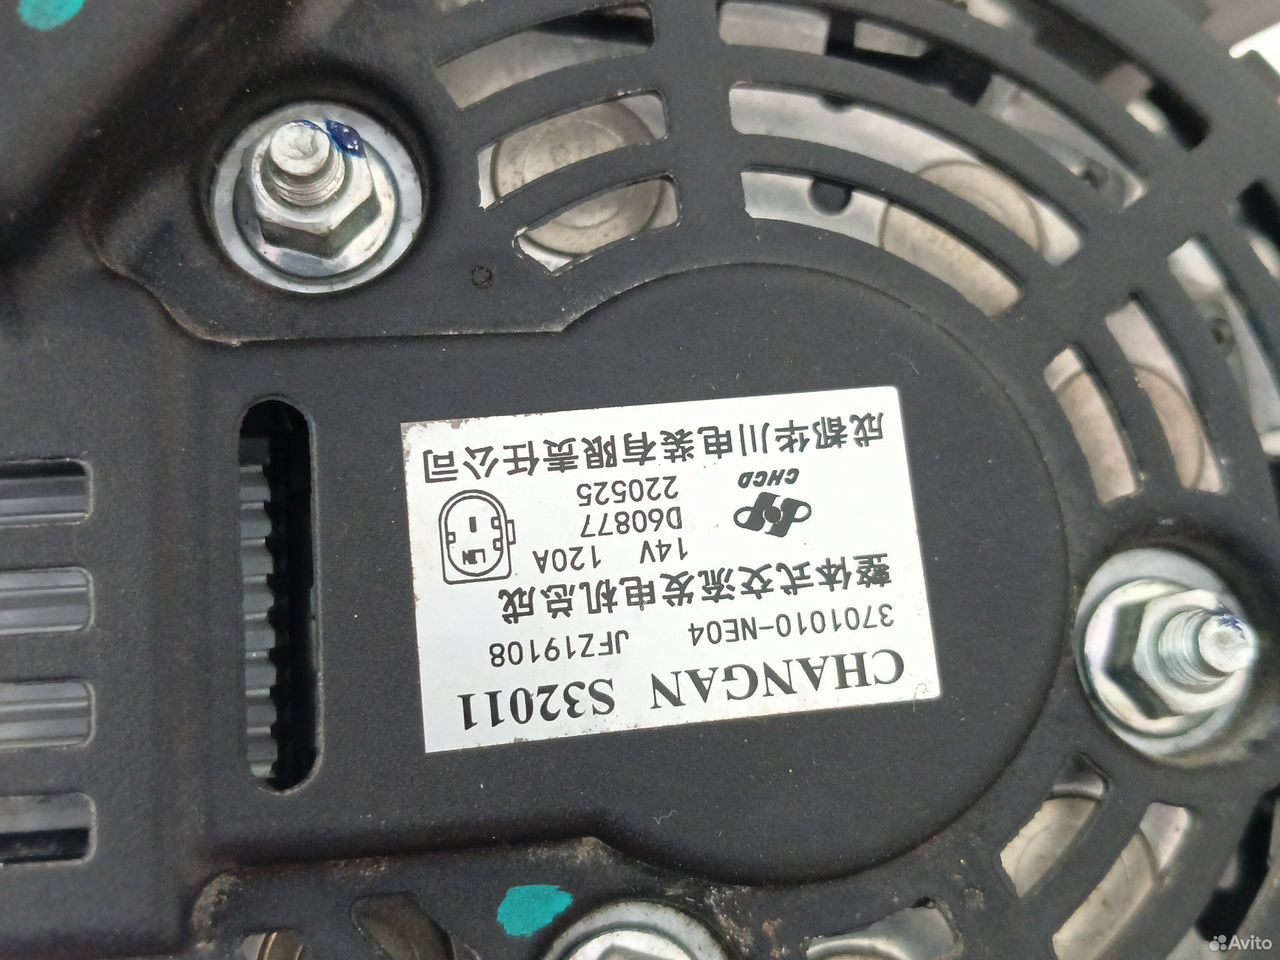 CHANGAN S32011
3701010-NE04 JFZ19108
整体式交流发电机总成
14V 120A
D60877
220525
LIN
CHCD
成都华川电装有限责任公司
Avito